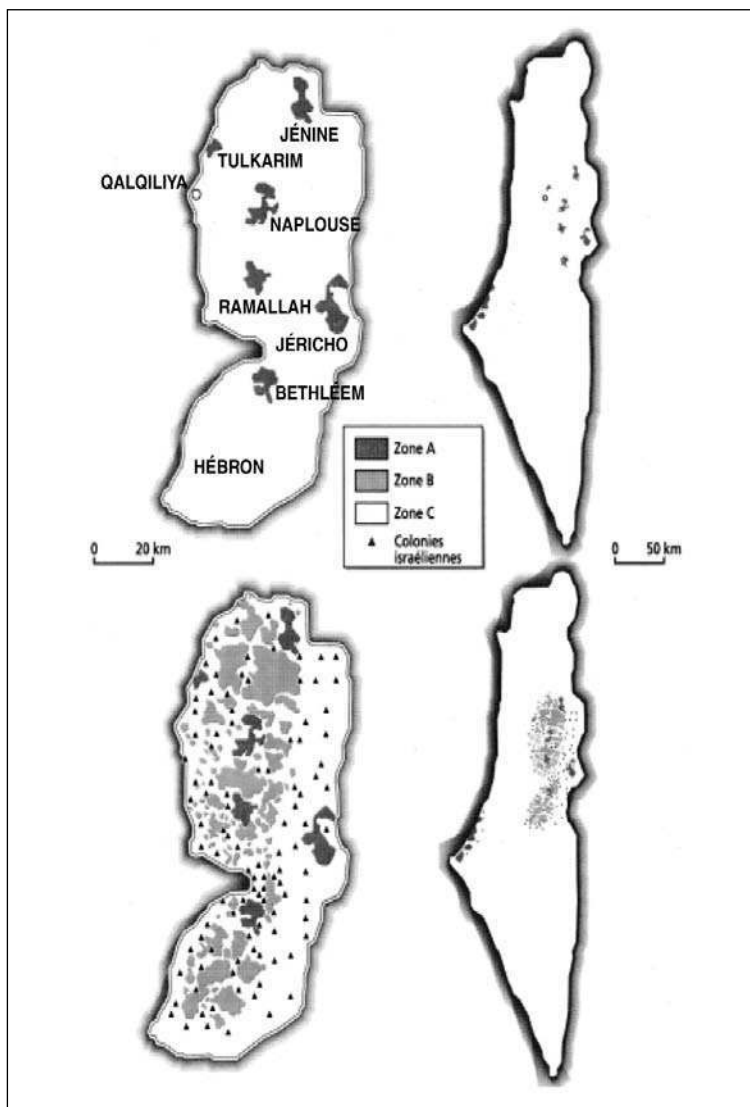 JÉNINE
TULKARIM
QALQILIYA
NAPLOUSE
RAMALLAH
JÉRICHO
BETHLÉEM
HÉBRON
Zone A
Zone B
Zone C
Colonies
israéliennes
0 20 km
0 50 km